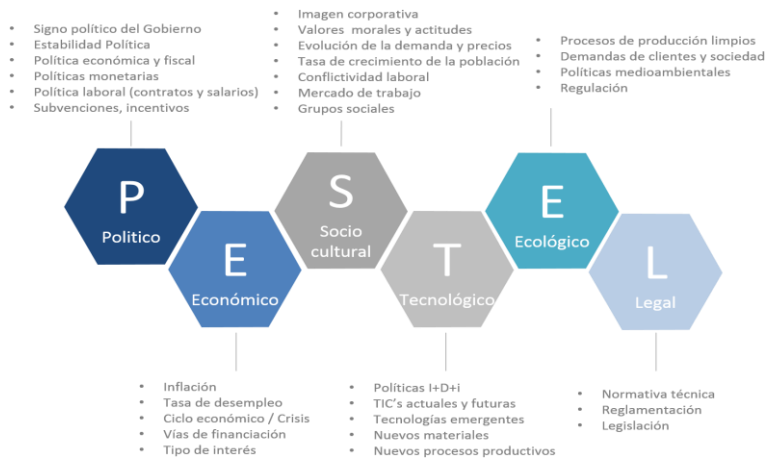 • Signo político del Gobierno
• Estabilidad Política
• Política económica y fiscal
• Políticas monetarias
• Política laboral (contratos y salarios)
• Subvenciones, incentivos
• Imagen corporativa
• Valores morales y actitudes
• Evolución de la demanda y precios
• Tasa de crecimiento de la población
• Conflictividad laboral
• Mercado de trabajo
• Grupos sociales
• Procesos de producción limpios
• Demandas de clientes y sociedad
• Políticas medioambientales
• Regulación
P
Politico
E
Económico
S
Socio
cultural
T
Tecnológico
E
Ecológico
L
Legal
• Inflación
• Tasa de desempleo
• Ciclo económico / Crisis
• Vías de financiación
• Tipo de interés
• Políticas I+D+i
• TIC’s actuales y futuras
• Tecnologías emergentes
• Nuevos materiales
• Nuevos procesos productivos
• Normativa técnica
• Reglamentación
• Legislación